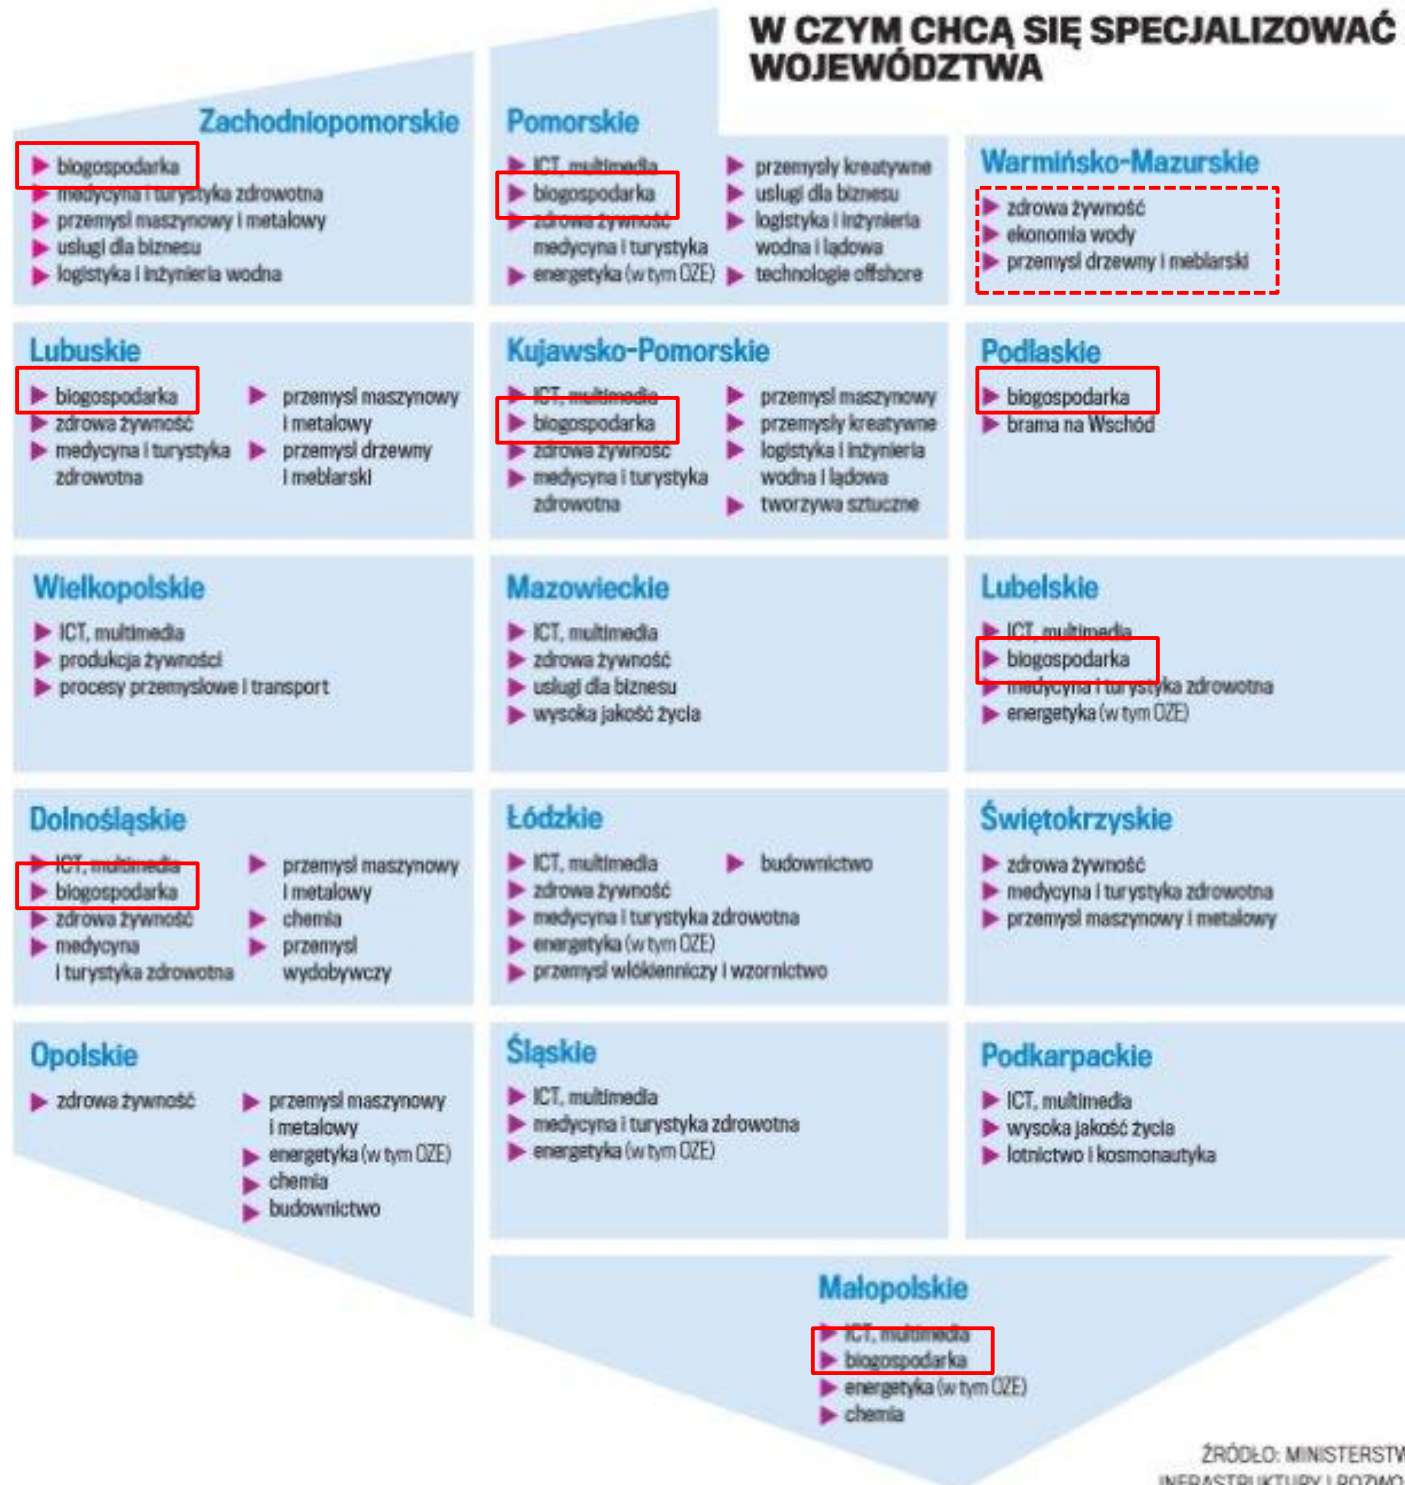 W CZYM CHCĄ SIĘ SPECJALIZOWAĆ
WOJEWÓDZTWA
Zachodniopomorskie
biogospodarka
medycyna i turystyka zdrowotna
przemysł maszynowy i metalowy
usługi dla biznesu
logistyka i inżynieria wodna
Pomorskie
ICT, multimedia
biogospodarka
zdrowa żywność
medycyna i turystyka
energetyka (w tym OZE)
przemysły kreatywne
usługi dla biznesu
logistyka i inżynieria
wodna i lądowa
technologie offshore
Warmińsko-Mazurskie
zdrowa żywność
ekonomia wody
przemysł drzewny i meblarski
Lubuskie
biogospodarka
zdrowa żywność
medycyna i turystyka
zdrowotna
przemysł maszynowy
i metalowy
przemysł drzewny
i meblarski
Kujawsko-Pomorskie
ICT, multimedia
biogospodarka
zdrowa żywność
medycyna i turystyka
zdrowotna
przemysł maszynowy
przemysły kreatywne
logistyka i inżynieria
wodna i lądowa
tworzywa sztuczne
Podlaskie
biogospodarka
brama na Wschód
Wielkopolskie
ICT, multimedia
produkcja żywności
procesy przemysłowe i transport
Mazowieckie
ICT, multimedia
zdrowa żywność
usługi dla biznesu
wysoka jakość życia
Lubelskie
ICT, multimedia
biogospodarka
medycyna i turystyka zdrowotna
energetyka (w tym OZE)
Dolnośląskie
ICT, multimedia
biogospodarka
zdrowa żywność
medycyna
i turystyka zdrowotna
przemysł maszynowy
i metalowy
chemia
przemysł
wydobywczy
Łódzkie
ICT, multimedia
zdrowa żywność
medycyna i turystyka zdrowotna
energetyka (w tym OZE)
przemysł włókienniczy i wzornictwo
budownictwo
Świętokrzyskie
zdrowa żywność
medycyna i turystyka zdrowotna
przemysł maszynowy i metalowy
Opolskie
zdrowa żywność
przemysł maszynowy
i metalowy
energetyka (w tym OZE)
chemia
budownictwo
Śląskie
ICT, multimedia
medycyna i turystyka zdrowotna
energetyka (w tym OZE)
Podkarpackie
ICT, multimedia
wysoka jakość życia
lotnictwo i kosmonautyka
Małopolskie
ICT, multimedia
biogospodarka
energetyka (w tym OZE)
chemia
ŹRÓDŁO: MINISTERSTW
INFRASTRUKTURY I ROZWO